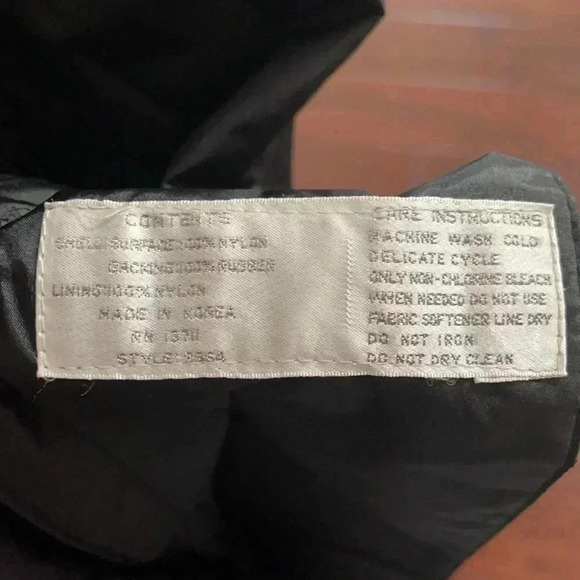 CONTENTS
SHELL:SURFACE:100% NYLON
BACKING:100% RUBBER
LINING:100% NYLON
MADE IN KOREA
RN 13711
STYLE:8564
CARE INSTRUCTIONS
MACHINE WASH COLD
DELICATE CYCLE
ONLY NON-CHLORINE BLEACH
WHEN NEEDED DO NOT USE
FABRIC SOFTENER LINE DRY
DO NOT IRON
DO NOT DRY CLEAN